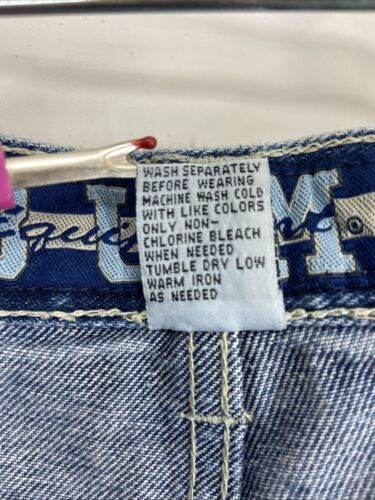 WASH SEPARATELY
BEFORE WEARING
MACHINE WASH COLD
WITH LIKE COLORS
ONLY NON-
CHLORINE BLEACH
WHEN NEEDED
TUMBLE DRY LOW
WARM IRON
AS NEEDED